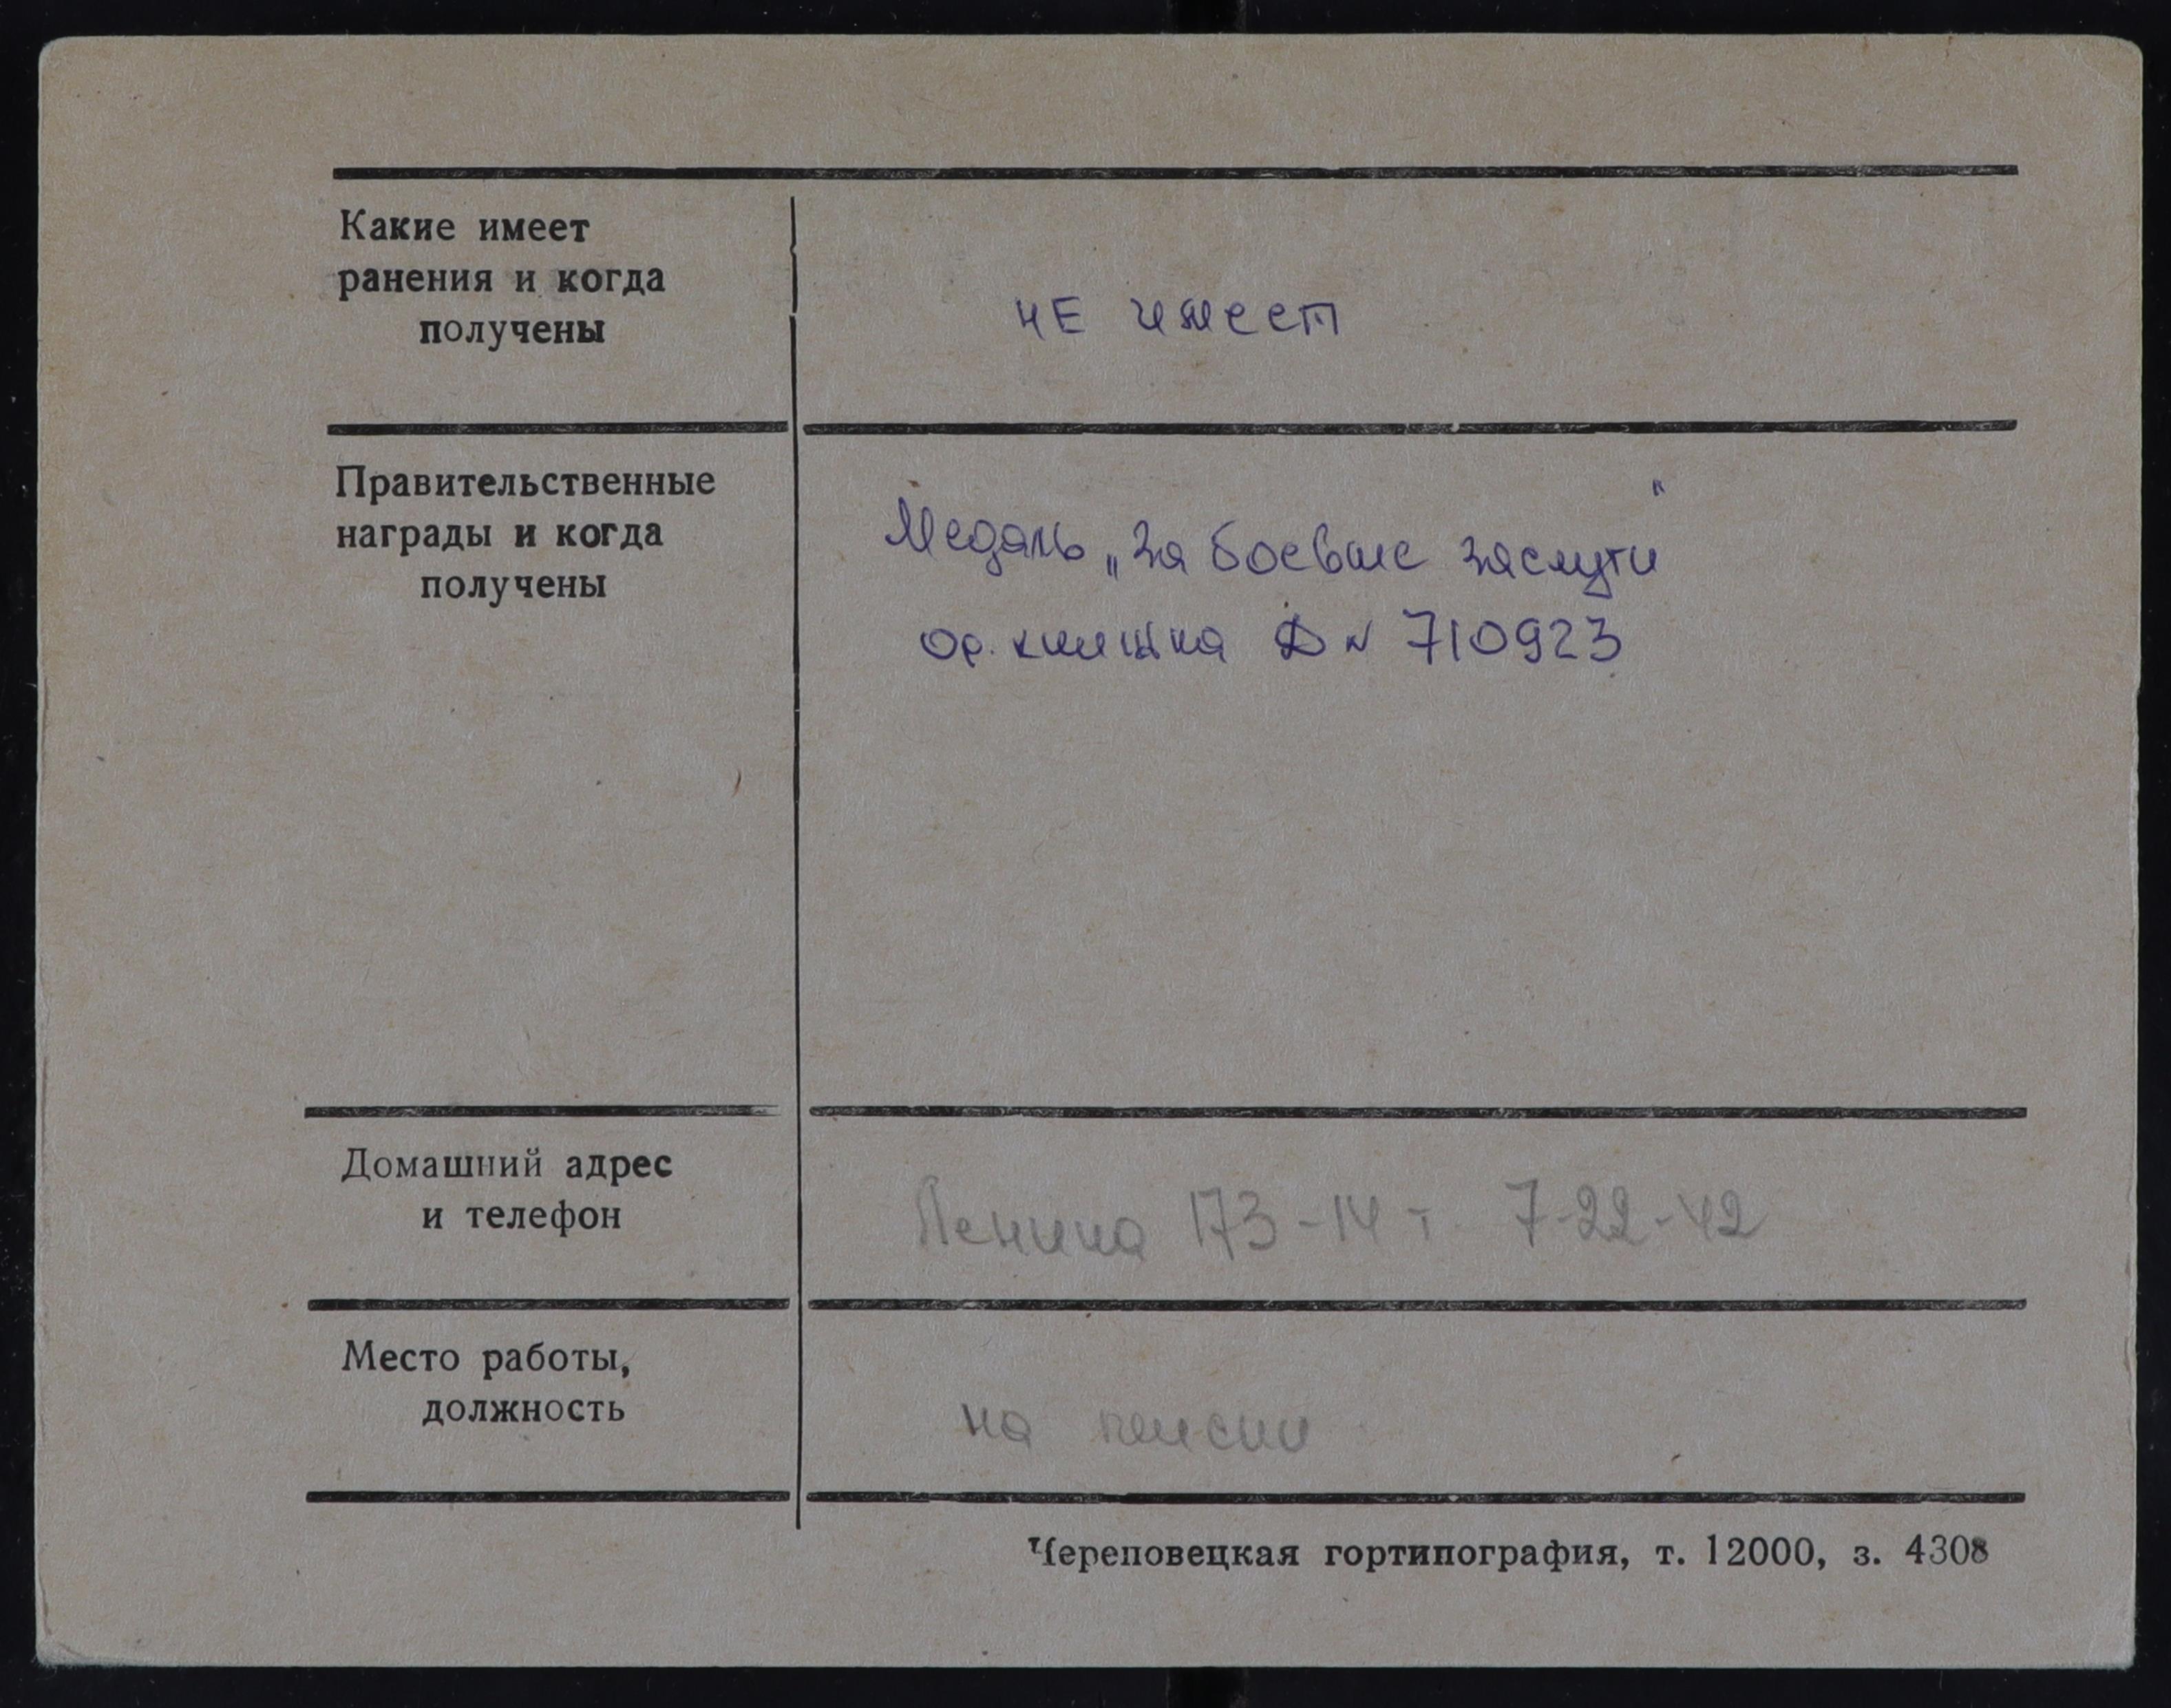 Какие имеет
ранения и когда
получены
не имеет
Правительственные
награды и когда
получены
Медаль „За боевые заслуги"
ор. книжка Д № 710923
Домашний адрес
и телефон
Ленина 173-14 т. 7-22-42
Место работы,
должность
на пенсии
Череповецкая гортипография, т. 12000, з. 4308